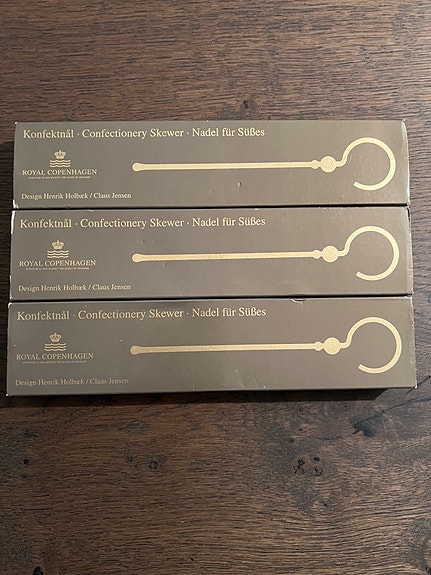 Konfektnål · Confectionery Skewer · Nadel für Süßes
ROYAL COPENHAGEN
Design Henrik Holbæk / Claus Jensen
Konfektnål · Confectionery Skewer · Nadel für Süßes
ROYAL COPENHAGEN
Design Henrik Holbæk / Claus Jensen
Konfektnål · Confectionery Skewer · Nadel für Süßes
ROYAL COPENHAGEN
Design Henrik Holbæk / Claus Jensen